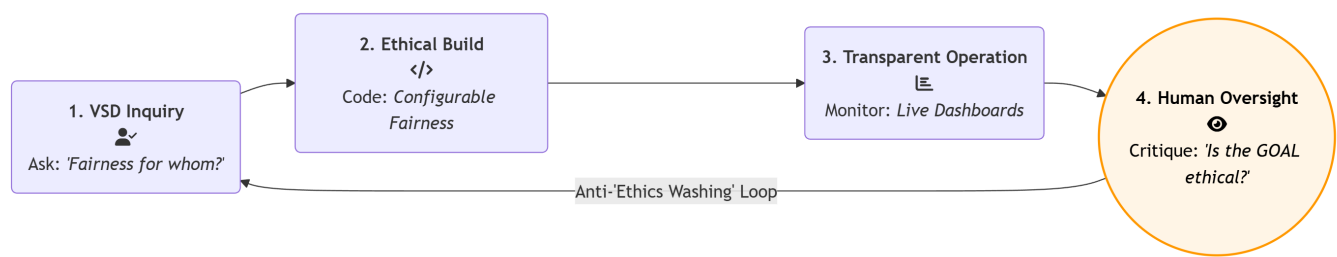 1. VSD Inquiry
Ask: 'Fairness for whom?'
2. Ethical Build
</>
Code: Configurable
Fairness
3. Transparent Operation
Monitor: Live Dashboards
4. Human Oversight
Critique: 'Is the GOAL
ethical?'
Anti-'Ethics Washing' Loop